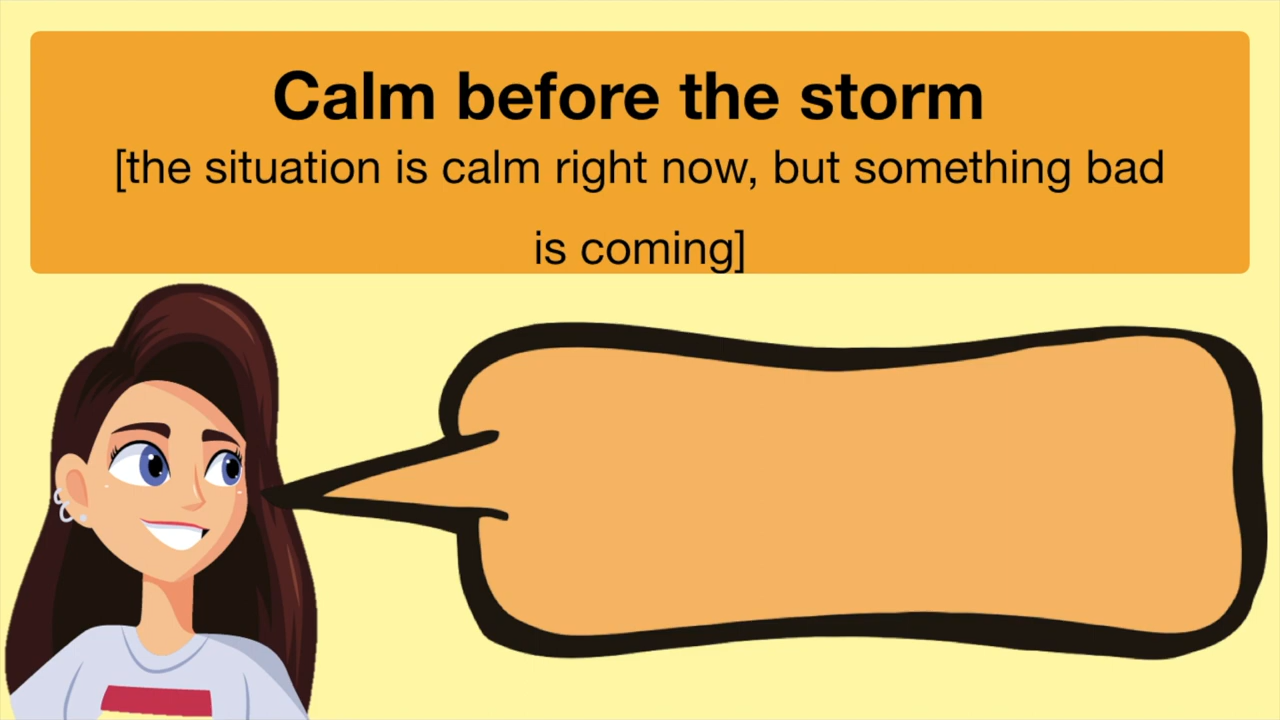 Calm before the storm
[the situation is calm right now, but something bad
is coming]